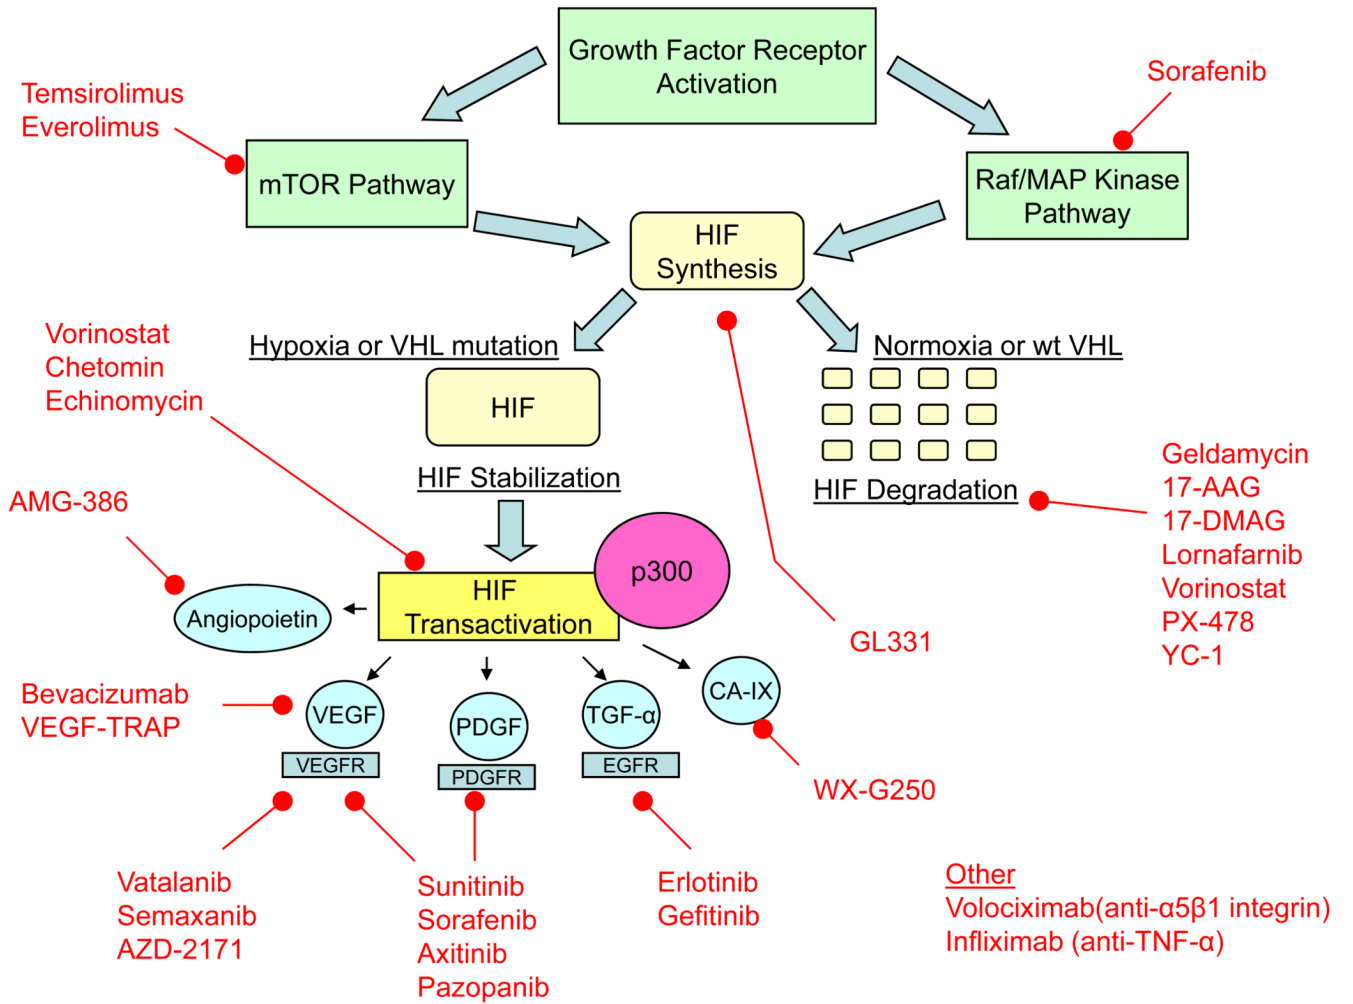 Growth Factor Receptor
Activation
Sorafenib
Temsirolimus
Everolimus
mTOR Pathway
Raf/MAP Kinase
Pathway
HIF
Synthesis
Vorinostat
Chetomin
Echinomycin
Hypoxia or VHL mutation
Normoxia or wt VHL
HIF
HIF Stabilization
HIF Degradation
Geldamycin
17-AAG
17-DMAG
Lornafarnib
Vorinostat
PX-478
YC-1
AMG-386
p300
HIF
Transactivation
Angiopoietin
GL331
Bevacizumab
VEGF-TRAP
VEGF
PDGF
TGF-α
CA-IX
VEGFR
PDGFR
EGFR
WX-G250
Vatalanib
Semaxanib
AZD-2171
Sunitinib
Sorafenib
Axitinib
Pazopanib
Erlotinib
Gefitinib
Other
Volociximab(anti-α5β1 integrin)
Infliximab (anti-TNF-α)